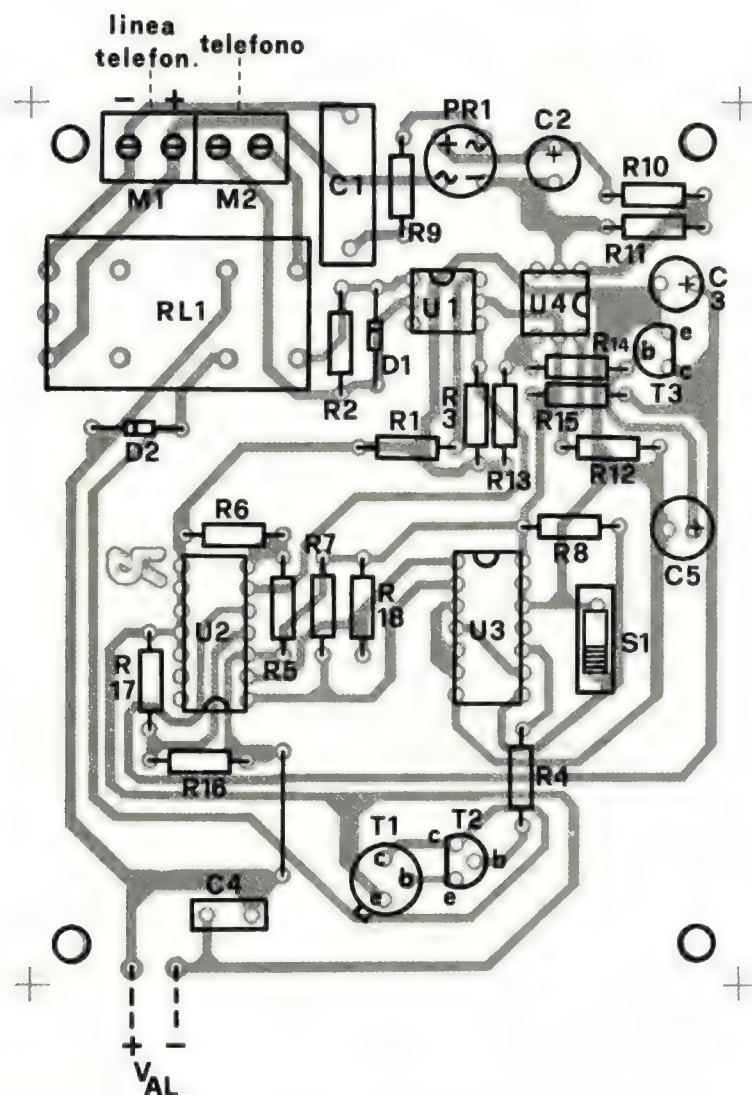 linea
telefon. telefono
- +
M1 M2
C1
R9
PR1
+ ~
~ -
C2
+
R10
R11
RL1
R2
D1
U1
U4
C
3
+
R14
R15
b e
c
T3
D2
R1
R
3
R13
R12
R6
R7
R8
C5
+
U2
R5
R
18
U3
S1
R
17
R16
R4
T1
c
b
e
T2
c
b
e
C4
+ -
VAL